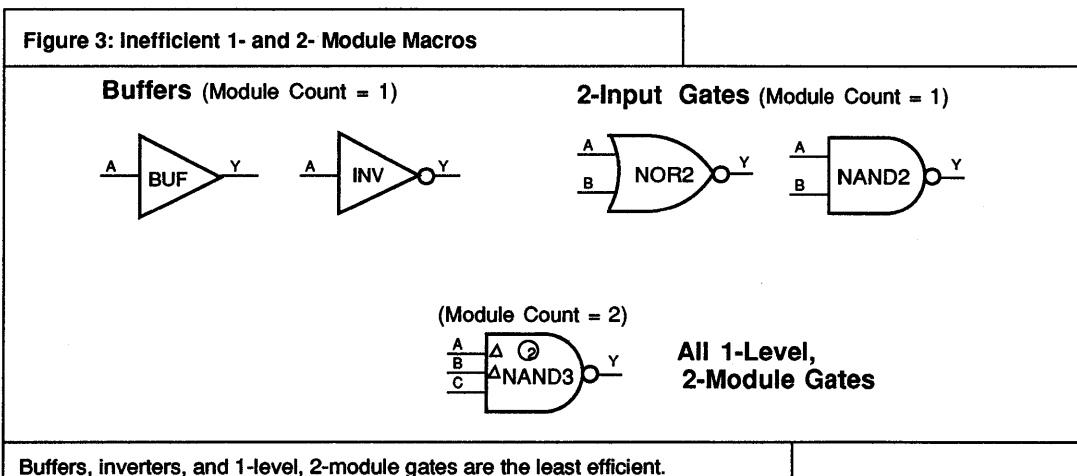 Figure 3: Inefficient 1- and 2- Module Macros
Buffers (Module Count = 1)
2-Input Gates (Module Count = 1)
A BUF Y
A INV Y
A B NOR2 Y
A B NAND2 Y
(Module Count = 2)
A B C Δ Δ 2 NAND3 Y
All 1-Level,
2-Module Gates
Buffers, inverters, and 1-level, 2-module gates are the least efficient.